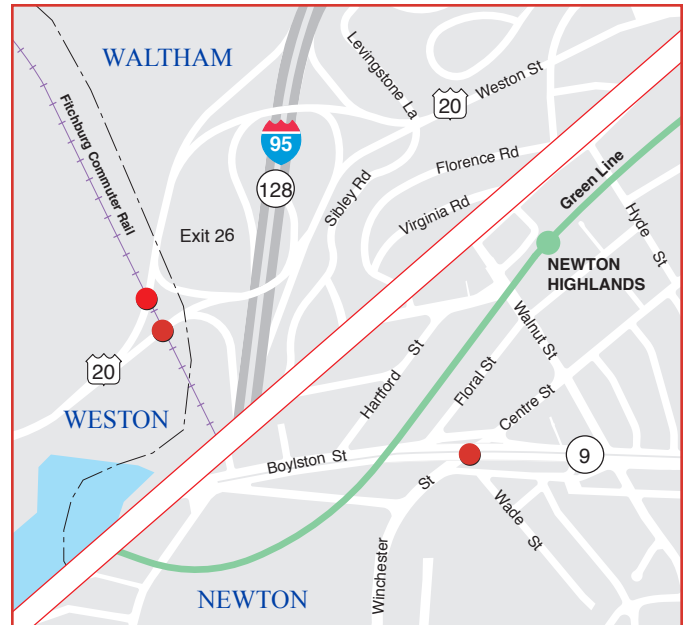 WALTHAM
Levingstone La
Weston St
20
Fitchburg Commuter Rail
95
128
Florence Rd
Green Line
Sibley Rd
Virginia Rd
Hyde St
Exit 26
NEWTON
HIGHLANDS
Walnut St
20
Hartford St
Floral St
Centre St
WESTON
Boylston St
9
St
Wade St
Winchester
NEWTON